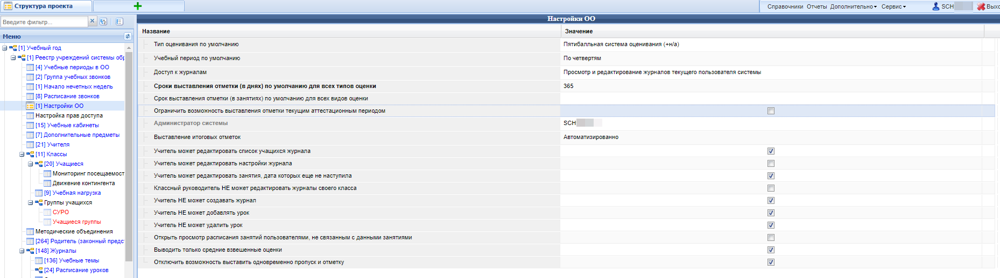 Структура проекта
Справочники Отчеты Дополнительно Сервис SCH Выхо
Введите фильтр...
Настройки ОО
Меню
Название Значение
[1] Учебный год
[1] Реестр учреждений системы обр
[4] Учебные периоды в ОО
[2] Группа учебных звонков
[1] Начало нечетных недель
[8] Расписание звонков
[1] Настройки ОО
Настройка прав доступа
[15] Учебные кабинеты
[7] Дополнительные предметы
[21] Учителя
[11] Классы
[20] Учащиеся
Мониторинг посещаемост
Движение контингента
[9] Учебная нагрузка
Группы учащихся
СУРО
Учащиеся группы
Методические объединения
[264] Родитель (законный предс
[148] Журналы
[136] Учебные темы
[24] Расписание уроков
Тип оценивания по умолчанию Пятибалльная система оценивания (+н/а)
Учебный период по умолчанию По четвертям
Доступ к журналам Просмотр и редактирование журналов текущего пользователя системы
Сроки выставления отметки (в днях) по умолчанию для всех типов оценки 365
Срок выставления отметки (в занятиях) по умолчанию для всех видов оценки
Ограничить возможность выставления отметки текущим аттестационным периодом
Администратор системы SCH
Выставление итоговых отметок Автоматизированно
Учитель может редактировать список учащихся журнала
Учитель может редактировать настройки журнала
Учитель может редактировать занятия, дата которых еще не наступила
Классный руководитель НЕ может редактировать журналы своего класса
Учитель НЕ может создавать журнал
Учитель НЕ может добавлять урок
Учитель НЕ может удалить урок
Открыть просмотр расписания занятий пользователями, не связанным с данными занятиями
Выводить только средние взвешенные оценки
Отключить возможность выставить одновременно пропуск и отметку